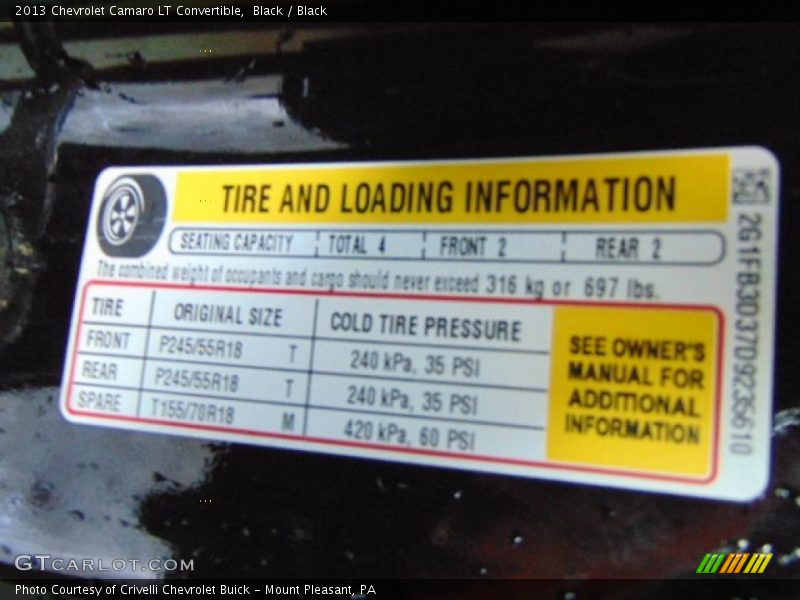 2013 Chevrolet Camaro LT Convertible,  Black / Black
TIRE AND LOADING INFORMATION
SEATING CAPACITY TOTAL 4 FRONT 2 REAR 2
The combined weight of occupants and cargo should never exceed 316 kg or 697 lbs.
TIRE ORIGINAL SIZE COLD TIRE PRESSURE
FRONT P245/55R18 T 240 kPa, 35 PSI
REAR P245/55R18 T 240 kPa, 35 PSI
SPARE T155/70R18 M 420 kPa, 60 PSI
SEE OWNER'S
MANUAL FOR
ADDITIONAL
INFORMATION
2G1FB3D37D9235610
GTCARLOT.COM
Photo Courtesy of Crivelli Chevrolet Buick - Mount Pleasant, PA